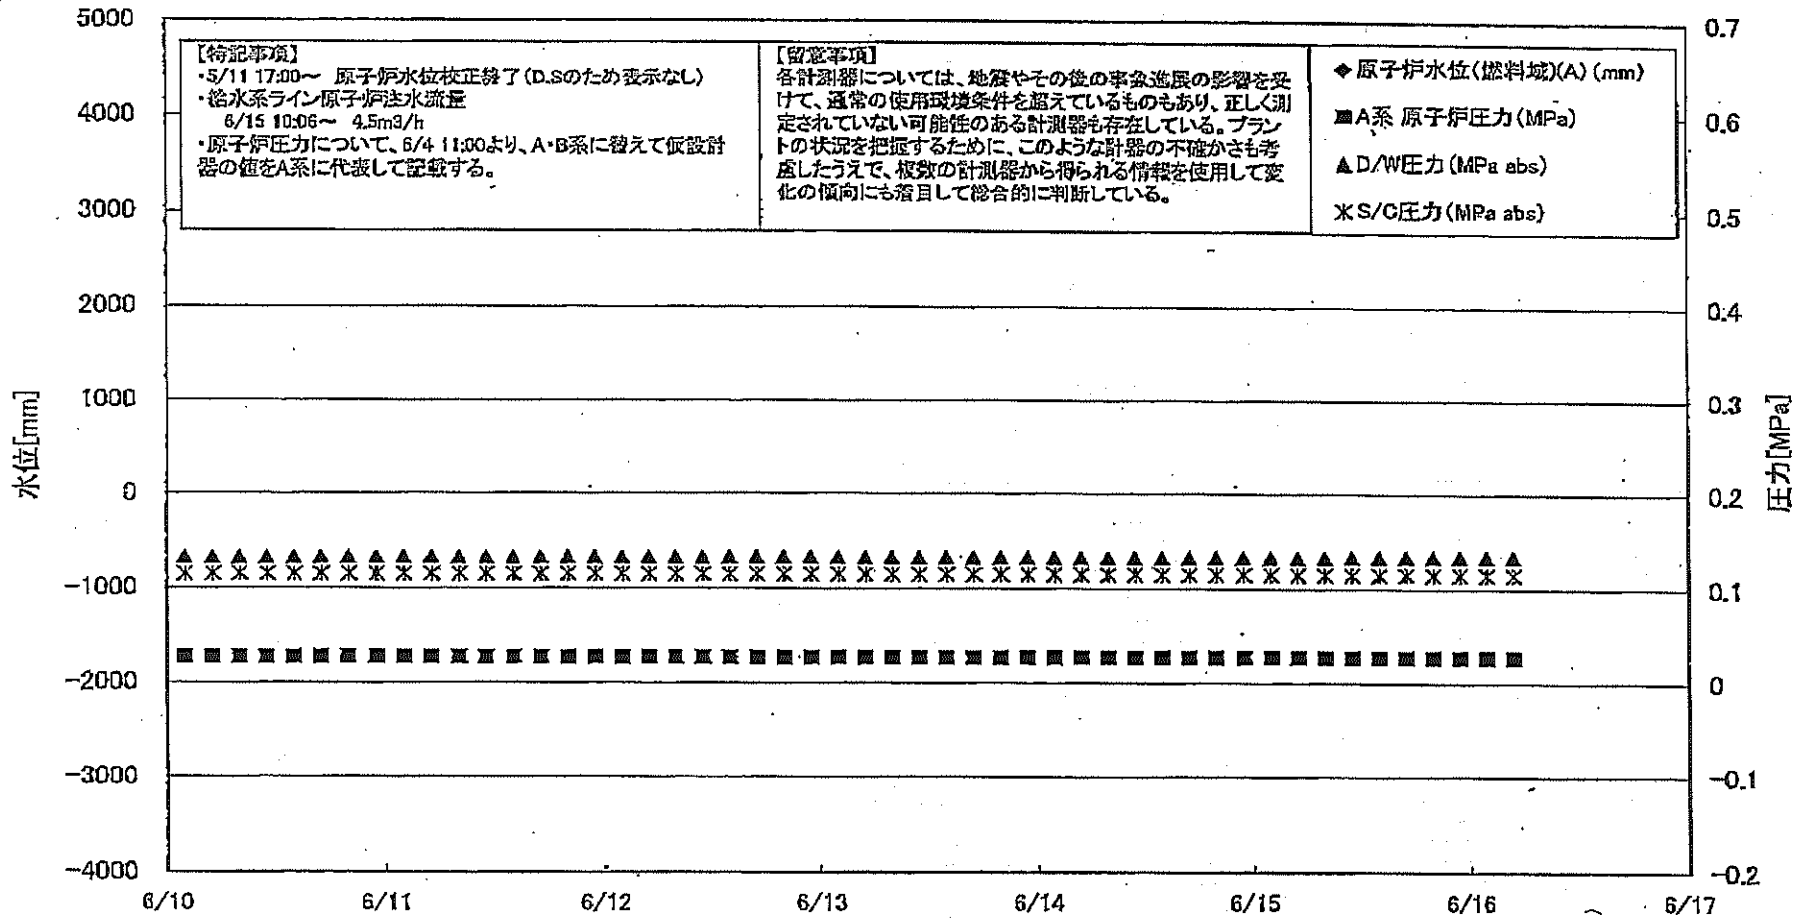 5000
4000
3000
2000
1000
0
-1000
-2000
-3000
-4000
水位[mm]
【特記事項】
・5/11 17:00～ 原子炉水位校正終了(D.Sのため表示なし)
・給水系ライン原子炉注水流量
6/15 10:06～ 4.5m3/h
・原子炉圧力について、6/4 11:00より、A・B系に替えて仮設計
器の値をA系に代表して記載する。
【留意事項】
各計測器については、地震やその後の事象進展の影響を受
けて、通常の使用環境条件を超えているものもあり、正しく測
定されていない可能性のある計測器も存在している。プラン
トの状況を把握するために、このような計器の不確かさも考
慮したうえで、複数の計測器から得られる情報を使用して変
化の傾向にも着目して総合的に判断している。
◆原子炉水位(燃料域)(A) (mm)
■A系 原子炉圧力(MPa)
▲D/W圧力(MPa abs)
S/C圧力(MPa abs)
0.7
0.6
0.5
0.4
0.3
0.2
0.1
0
-0.1
-0.2
圧力[MPa]
6/10
6/11
6/12
6/13
6/14
6/15
6/16
6/17